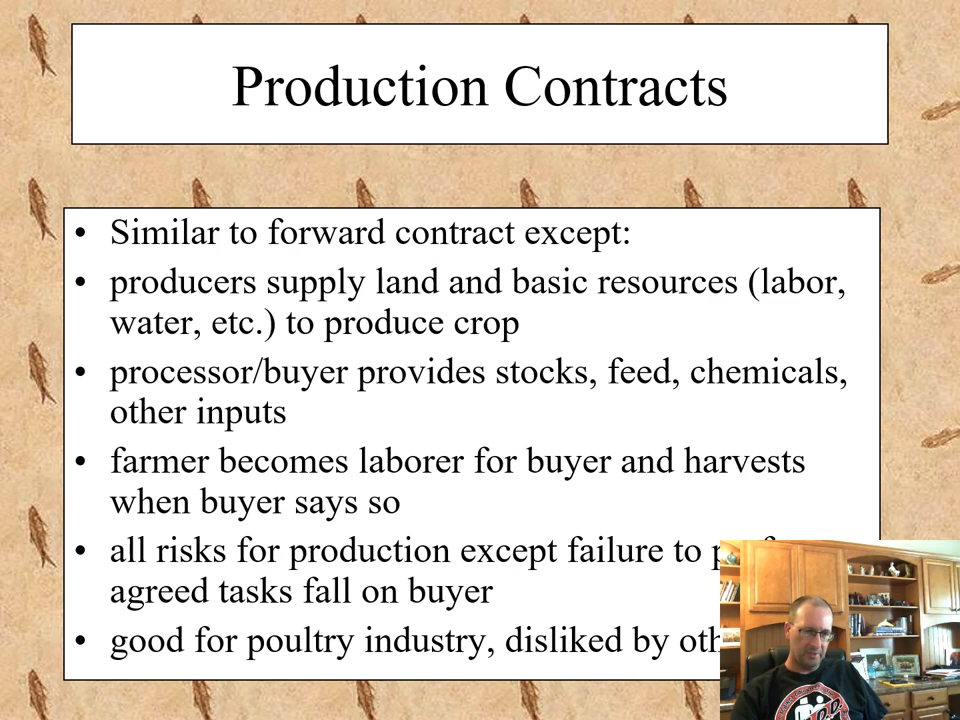 Production Contracts
• Similar to forward contract except:
• producers supply land and basic resources (labor,
water, etc.) to produce crop
• processor/buyer provides stocks, feed, chemicals,
other inputs
• farmer becomes laborer for buyer and harvests
when buyer says so
• all risks for production except failure to
agreed tasks fall on buyer
• good for poultry industry, disliked by